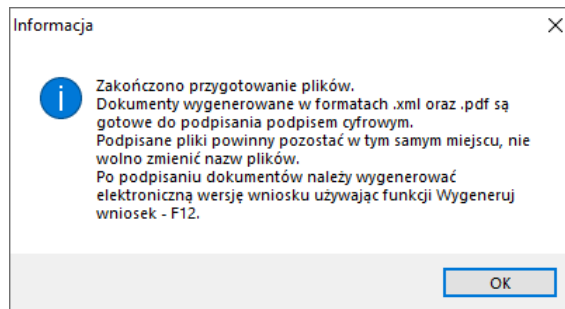 Informacja
Zakończono przygotowanie plików.
Dokumenty wygenerowane w formatach .xml oraz .pdf są
gotowe do podpisania podpisem cyfrowym.
Podpisane pliki powinny pozostać w tym samym miejscu, nie
wolno zmienić nazw plików.
Po podpisaniu dokumentów należy wygenerować
elektroniczną wersję wniosku używając funkcji Wygeneruj
wniosek - F12.
OK